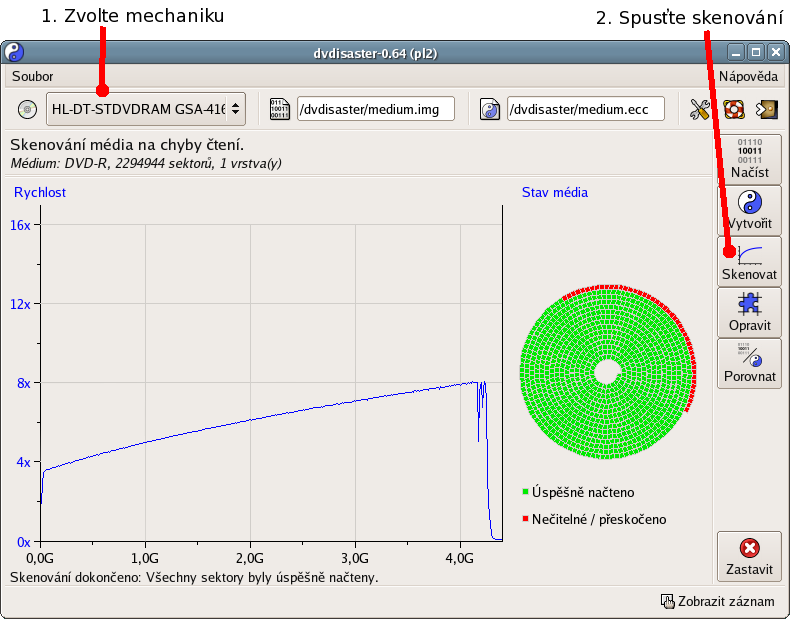 1. Zvolte mechaniku
2. Spusťte skenování
dvdisaster-0.64 (pl2)
Soubor
Nápověda
HL-DT-STDVDRAM GSA-416
/dvdisaster/medium.img
/dvdisaster/medium.ecc
Skenování média na chyby čtení.
Médium: DVD-R, 2294944 sektorů, 1 vrstva(y)
Rychlost
Stav média
16x
12x
8x
4x
0x
0,0G
1,0G
2,0G
3,0G
4,0G
Úspěšně načteno
Nečitelné / přeskočeno
Skenování dokončeno: Všechny sektory byly úspěšně načteny.
01110
10011
00111
Načíst
Vytvořit
Skenovat
Opravit
Porovnat
Zastavit
Zobrazit záznam